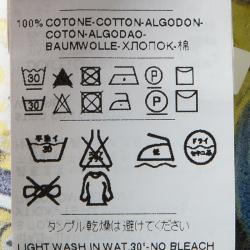 100% COTONE-COTTON-ALGODON-
COTON-ALGODAO-
BAUMWOLLE-ХЛОПОК-棉
30 P
30 P
手洗イ 30 中 ドライ
タンブル乾燥は避けてください
LIGHT WASH IN WAT 30°-NO BLEACH